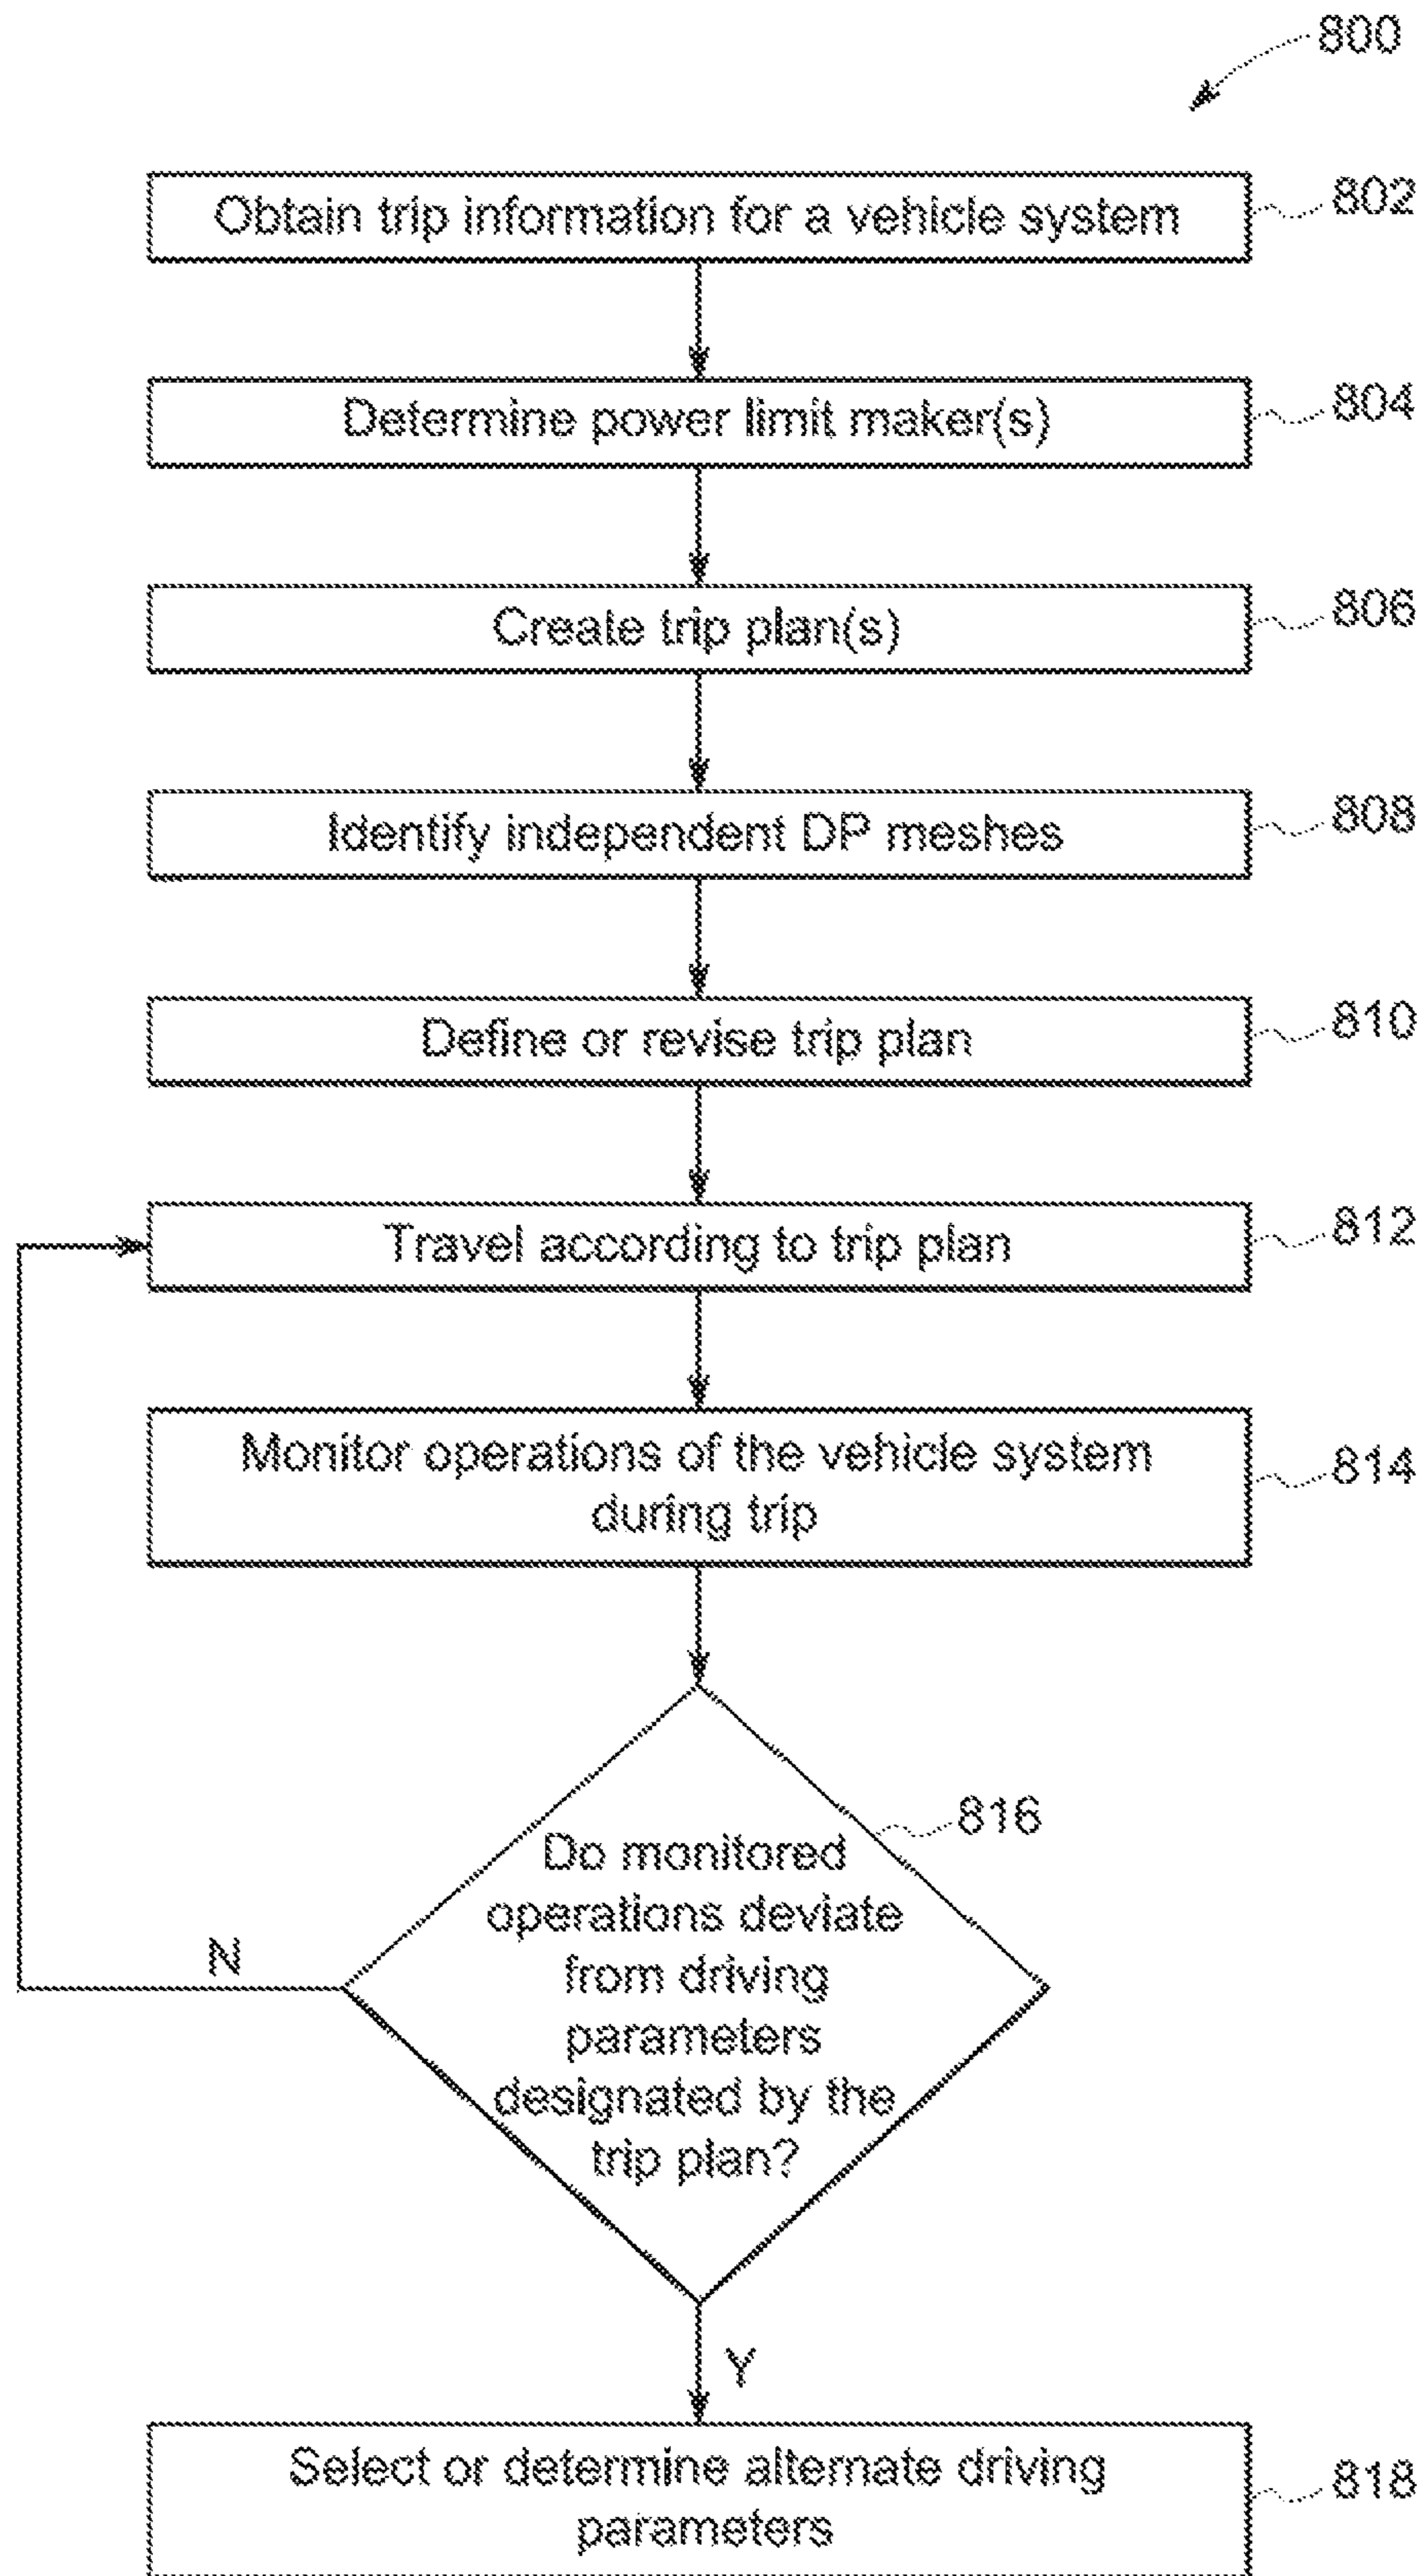 800
Obtain trip information for a vehicle system
802
Determine power limit maker(s)
804
Create trip plan(s)
806
Identify independent DP meshes
808
Define or revise trip plan
810
Travel according to trip plan
812
Monitor operations of the vehicle system
during trip
814
816
Do monitored
operations deviate
from driving
parameters
designated by the
trip plan?
N
Y
Select or determine alternate driving
parameters
818